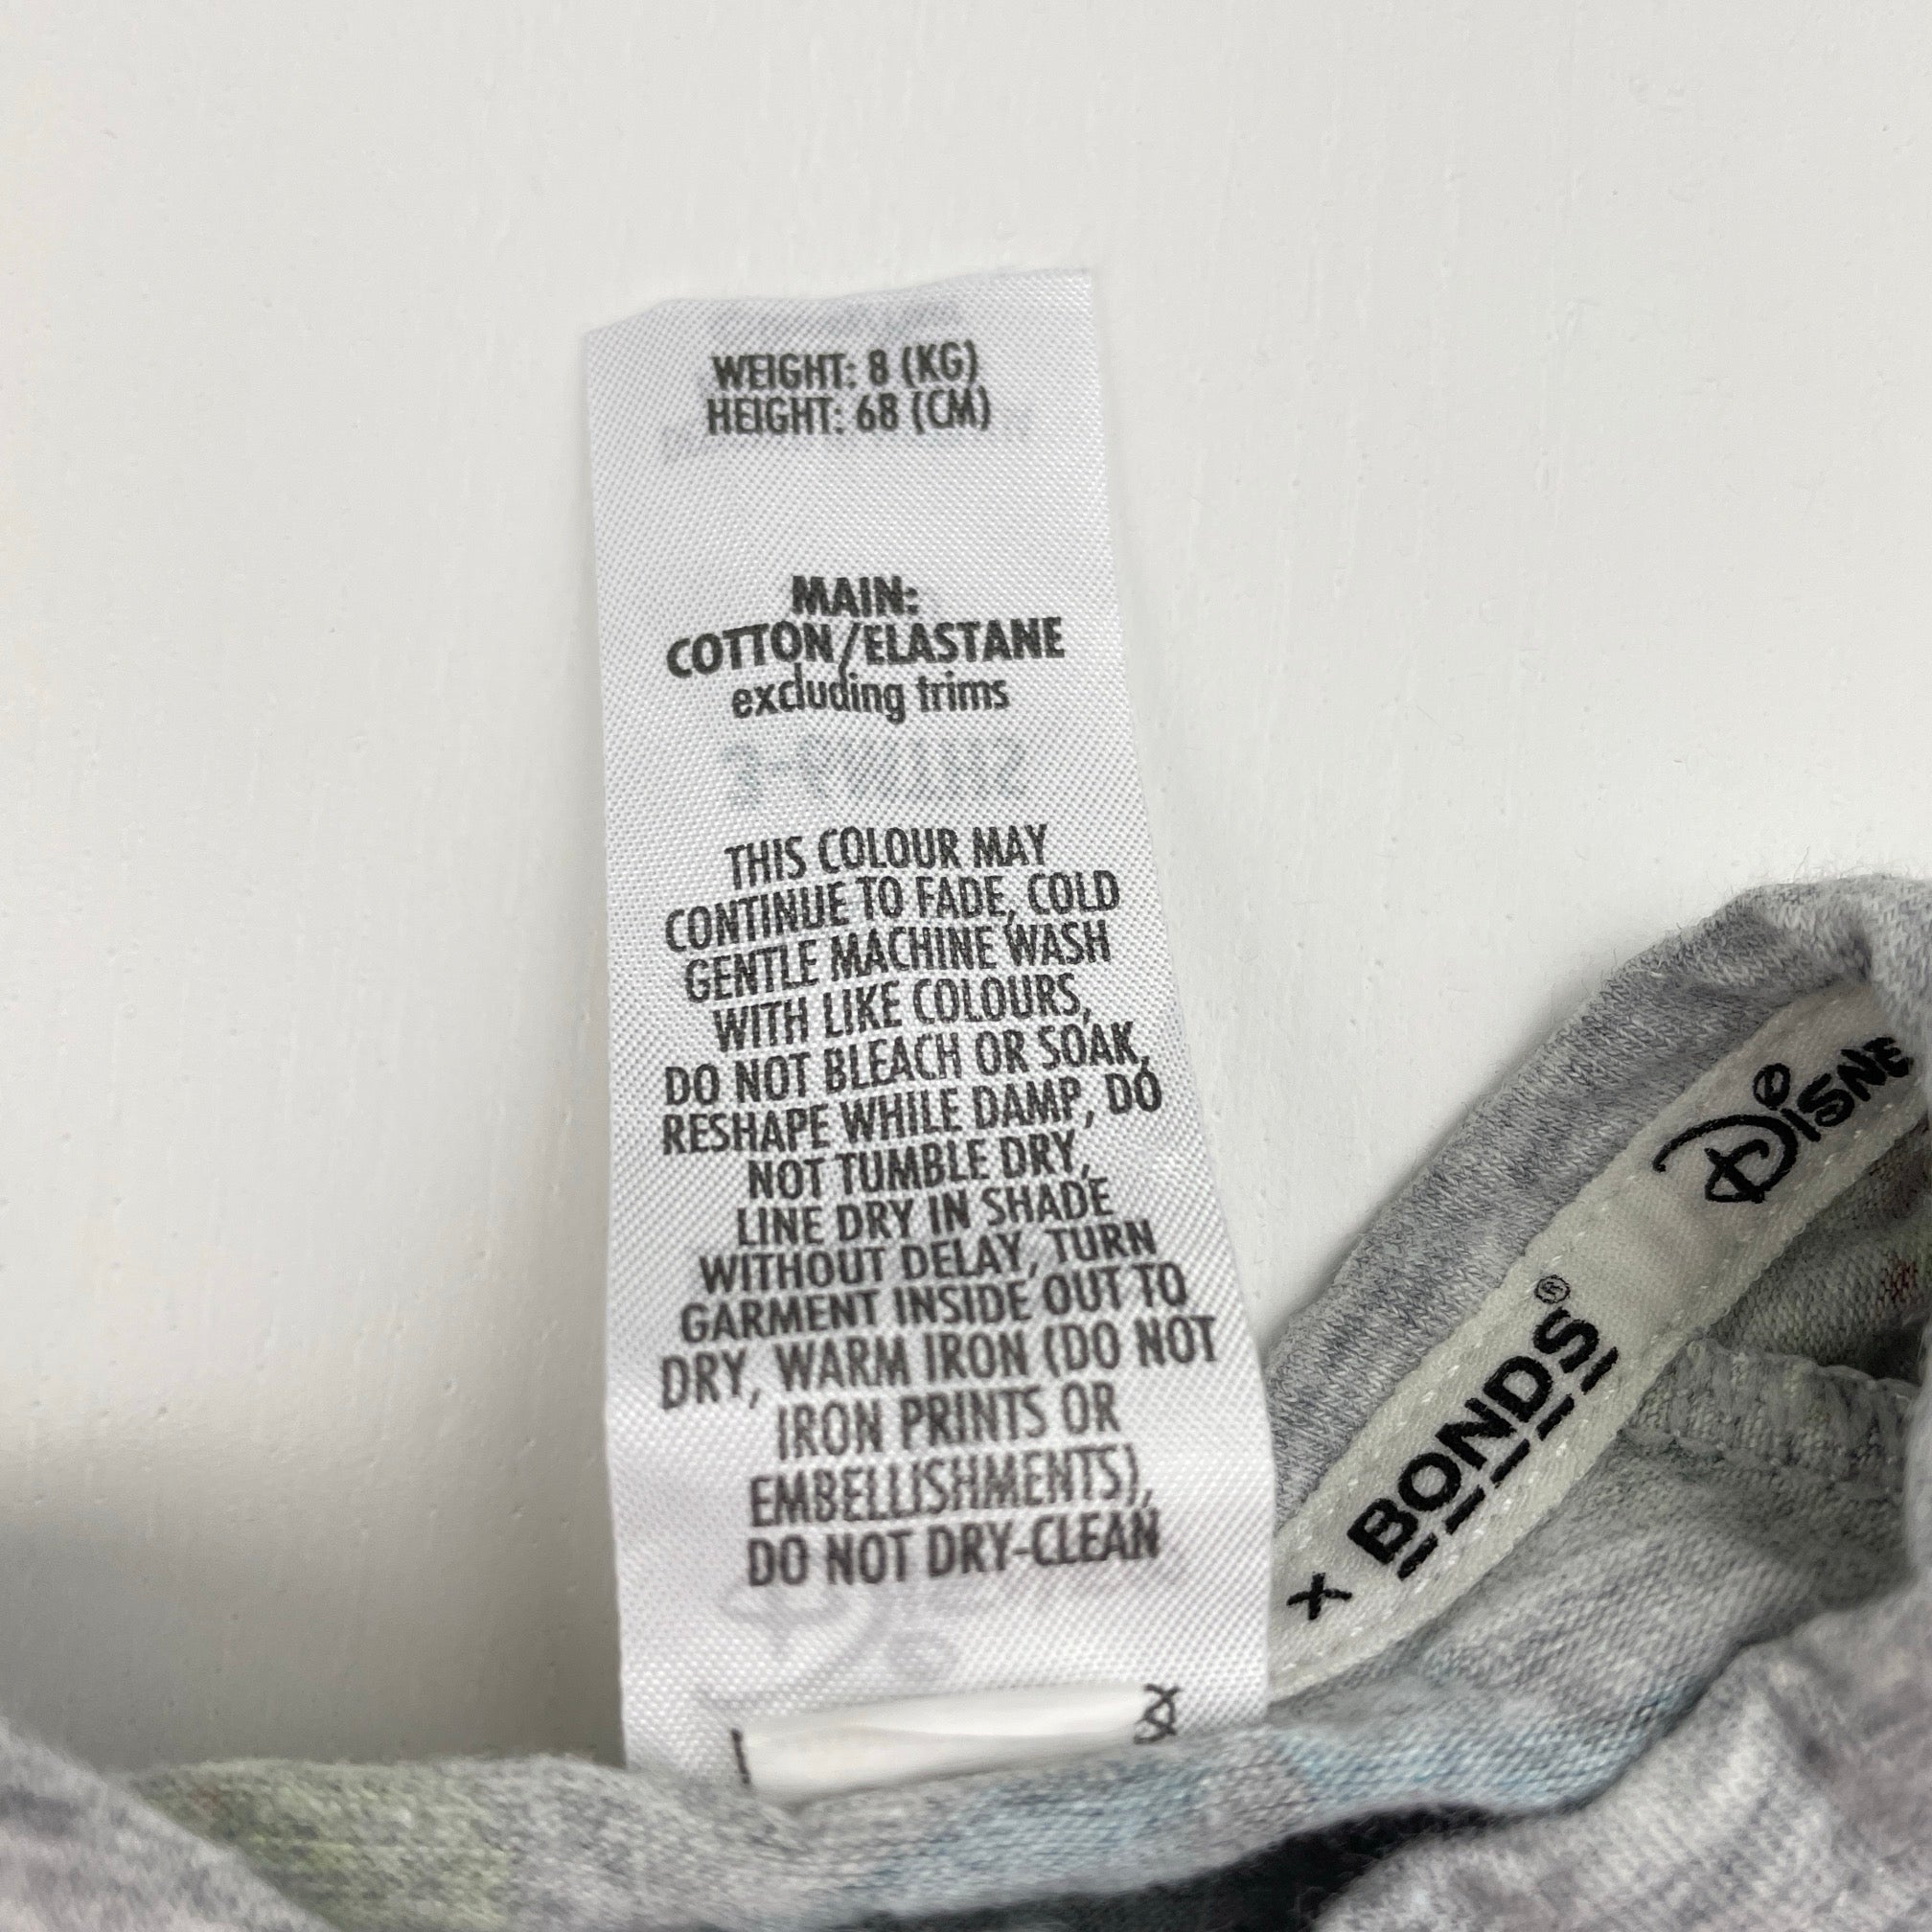 WEIGHT: 8 (KG)
HEIGHT: 68 (CM)
MAIN:
COTTON/ELASTANE
excluding trims
THIS COLOUR MAY
CONTINUE TO FADE, COLD
GENTLE MACHINE WASH
WITH LIKE COLOURS,
DO NOT BLEACH OR SOAK,
RESHAPE WHILE DAMP, DO
NOT TUMBLE DRY,
LINE DRY IN SHADE
WITHOUT DELAY, TURN
GARMENT INSIDE OUT TO
DRY, WARM IRON (DO NOT
IRON PRINTS OR
EMBELLISHMENTS),
DO NOT DRY-CLEAN
DISNE
X BONDS®